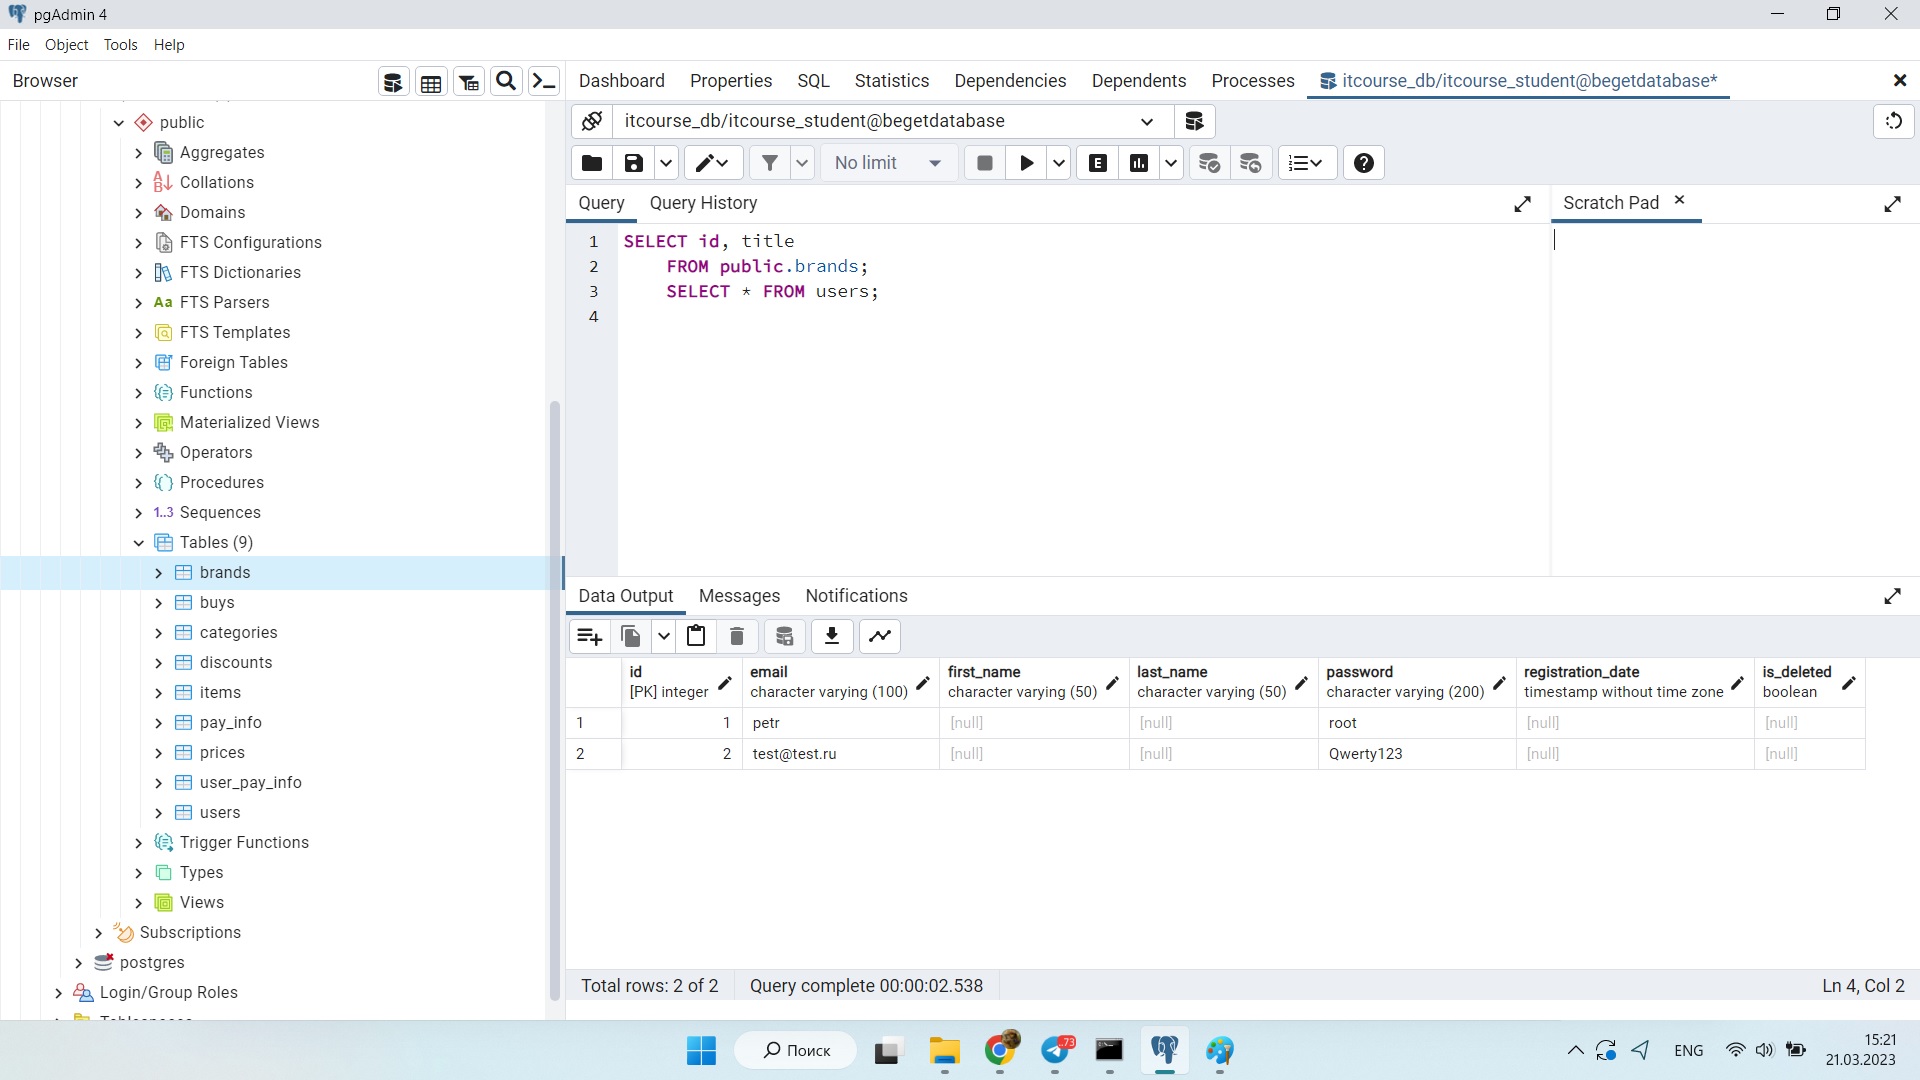 pgAdmin 4
File Object Tools Help
Browser
Dashboard Properties SQL Statistics Dependencies Dependents Processes itcourse_db/itcourse_student@begetdatabase*
public
Aggregates
Collations
Domains
FTS Configurations
FTS Dictionaries
Aa FTS Parsers
FTS Templates
Foreign Tables
Functions
Materialized Views
Operators
Procedures
1..3 Sequences
Tables (9)
brands
buys
categories
discounts
items
pay_info
prices
user_pay_info
users
Trigger Functions
Types
Views
Subscriptions
postgres
Login/Group Roles
itcourse_db/itcourse_student@begetdatabase
No limit
E
Query Query History
Scratch Pad
1 SELECT id, title
2 FROM public.brands;
3 SELECT * FROM users;
4
Data Output Messages Notifications
id email first_name last_name password registration_date is_deleted
[PK] integer character varying (100) character varying (50) character varying (50) character varying (200) timestamp without time zone boolean
1 1 petr [null] [null] root [null] [null]
2 2 test@test.ru [null] [null] Qwerty123 [null] [null]
Total rows: 2 of 2 Query complete 00:00:02.538 Ln 4, Col 2
Поиск
73
ENG
15:21
21.03.2023